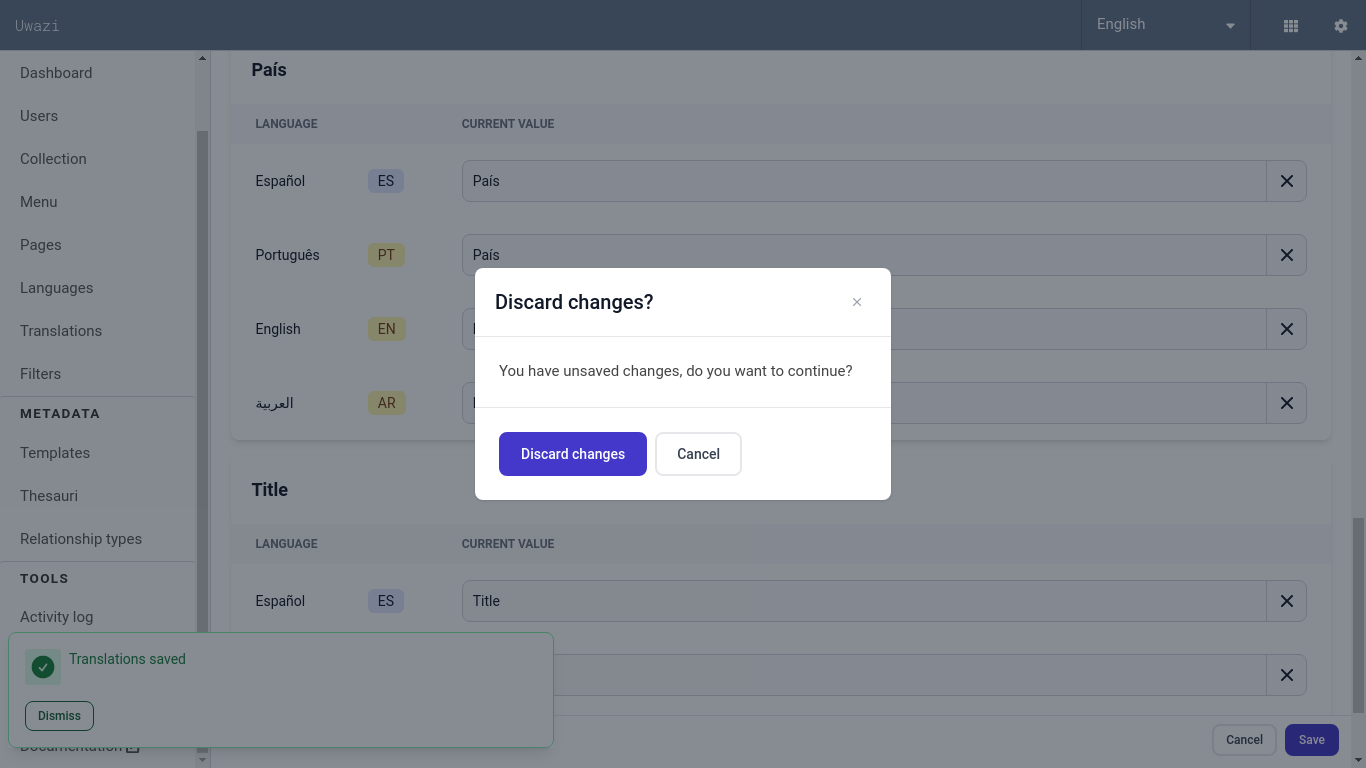 Uwazi
English
Dashboard
Users
Collection
Menu
Pages
Languages
Translations
Filters
METADATA
Templates
Thesauri
Relationship types
TOOLS
Activity log
País
LANGUAGE CURRENT VALUE
Español ES País
Português PT País
English EN
العربية AR
Discard changes?
×
You have unsaved changes, do you want to continue?
Discard changes Cancel
Title
LANGUAGE CURRENT VALUE
Español ES Title
Translations saved
Dismiss
Documentation
Cancel Save